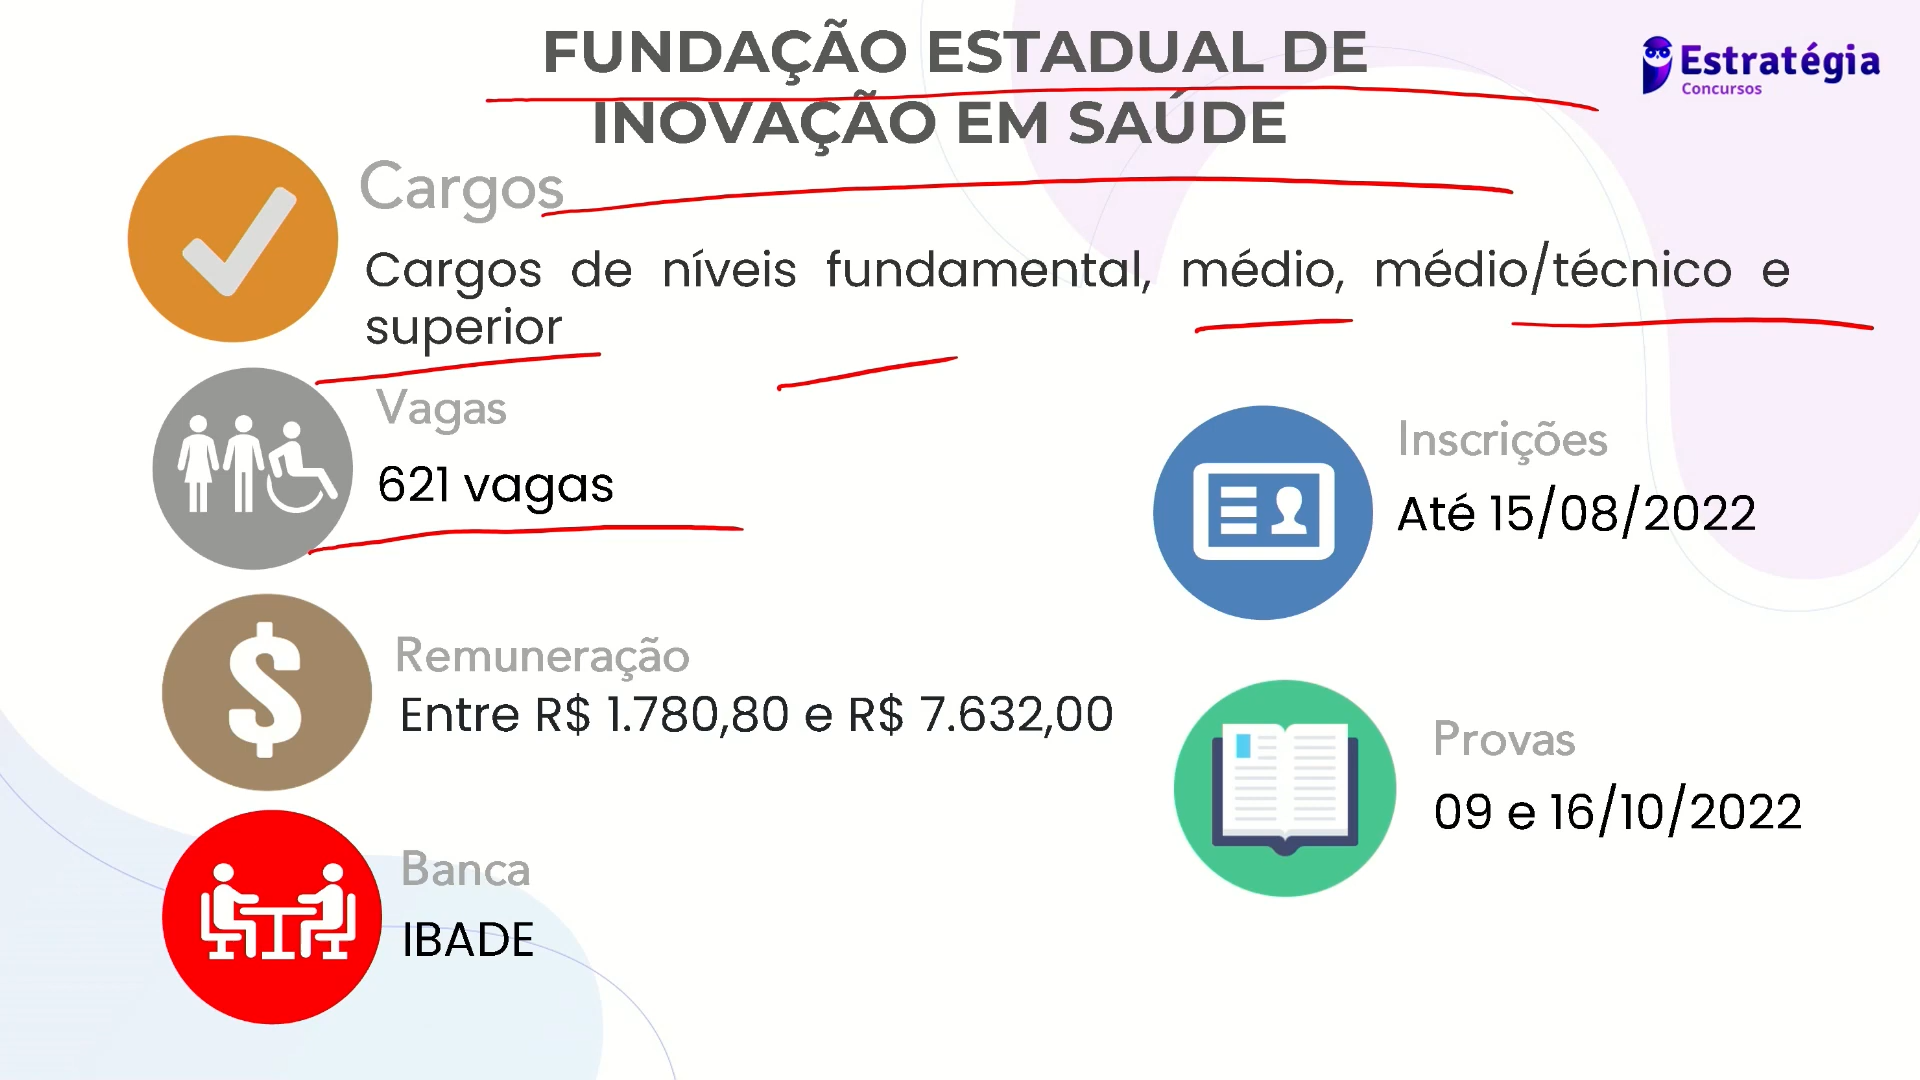 FUNDAÇÃO ESTADUAL DE
INOVAÇÃO EM SAÚDE
Estratégia
Concursos
Cargos
Cargos de níveis fundamental, médio, médio/técnico e
superior
Vagas
621 vagas
Inscrições
Até 15/08/2022
Remuneração
Entre R$ 1.780,80 e R$ 7.632,00
Provas
09 e 16/10/2022
Banca
IBADE